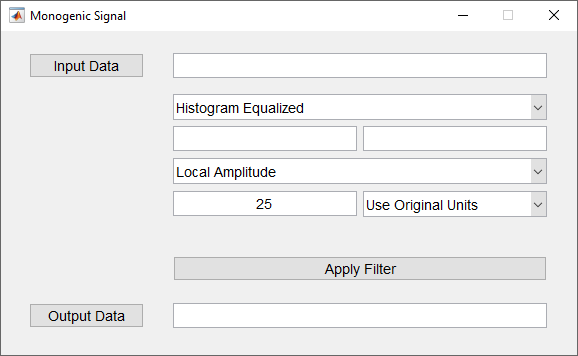 Monogenic Signal
Input Data
Histogram Equalized
Local Amplitude
25
Use Original Units
Apply Filter
Output Data